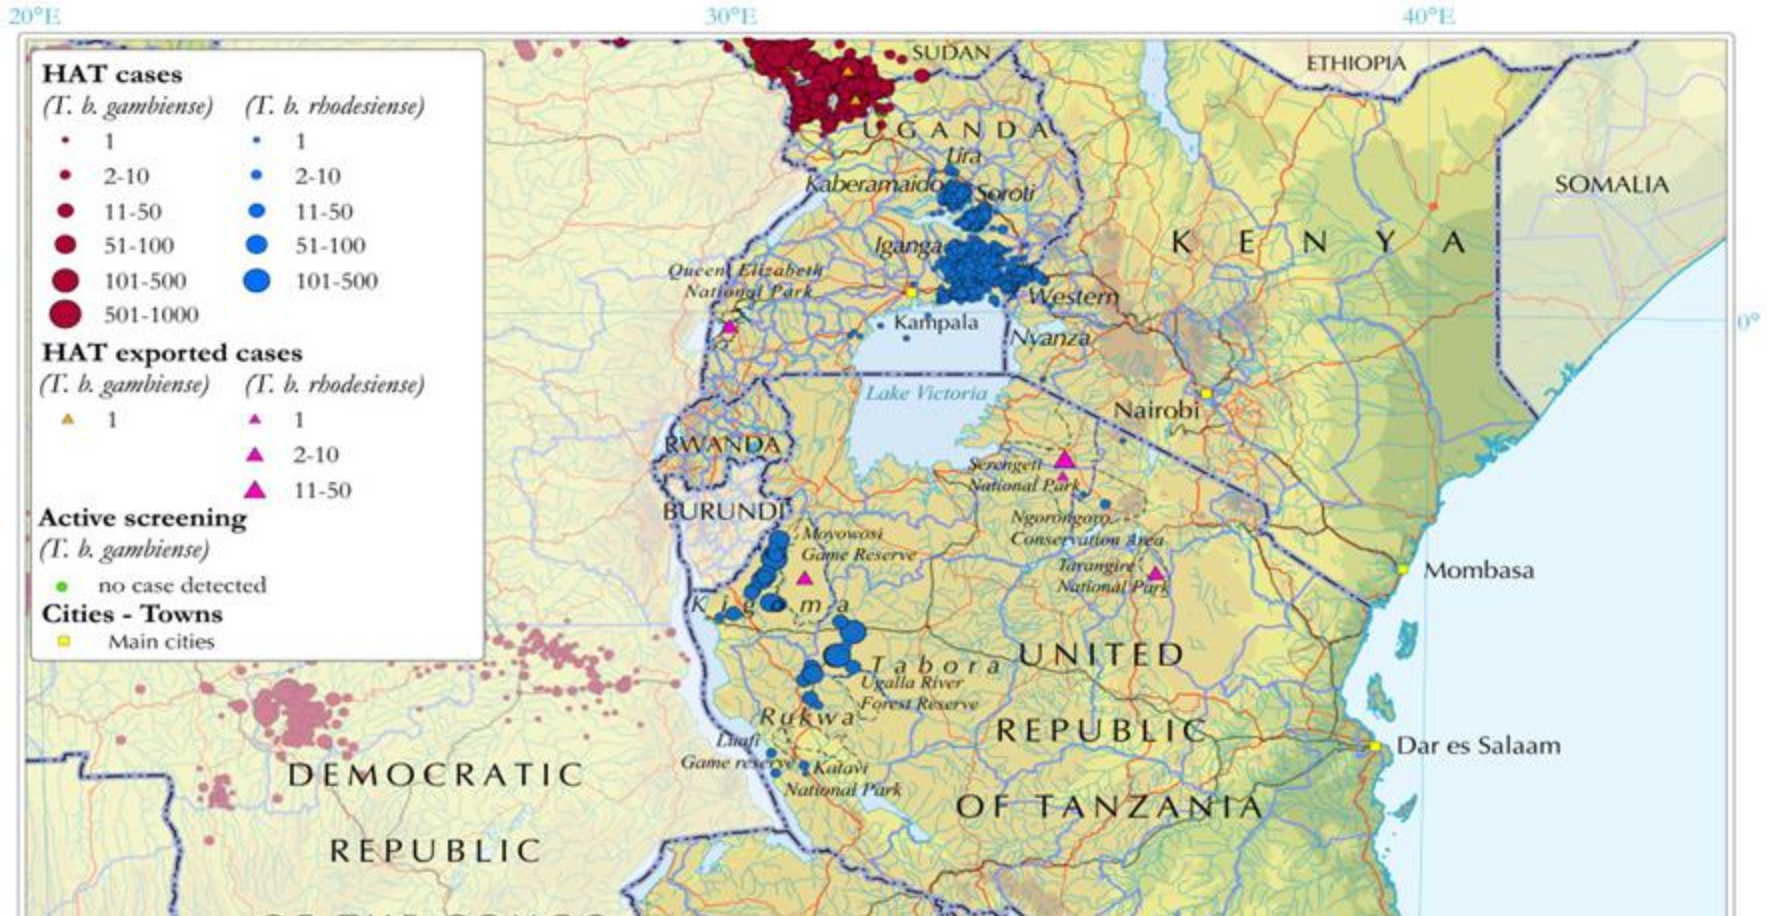 20°E 30°E 40°E
HAT cases
(T. b. gambiense) (T. b. rhodesiense)
1 1
2-10 2-10
11-50 11-50
51-100 51-100
101-500 101-500
501-1000
HAT exported cases
(T. b. gambiense) (T. b. rhodesiense)
1 1
2-10
11-50
Active screening
(T. b. gambiense)
no case detected
Cities - Towns
Main cities
SUDAN
ETHIOPIA
UGANDA
Lira
Kaberamaido
Soroti
SOMALIA
KENYA
Iganga
Queen Elizabeth
National Park
Western
Kampala
Nyanza
0°
Lake Victoria
Nairobi
RWANDA
Serengeti
National Park
BURUNDI
Ngorongoro
Conservation Area
Moyowosi
Game Reserve
Tarangire
National Park
Mombasa
Kigoma
UNITED
Tabora
Ugalla River
Forest Reserve
Rukwa
REPUBLIC
Luafi
Game reserve
Dar es Salaam
Katavi
National Park
OF TANZANIA
DEMOCRATIC
REPUBLIC